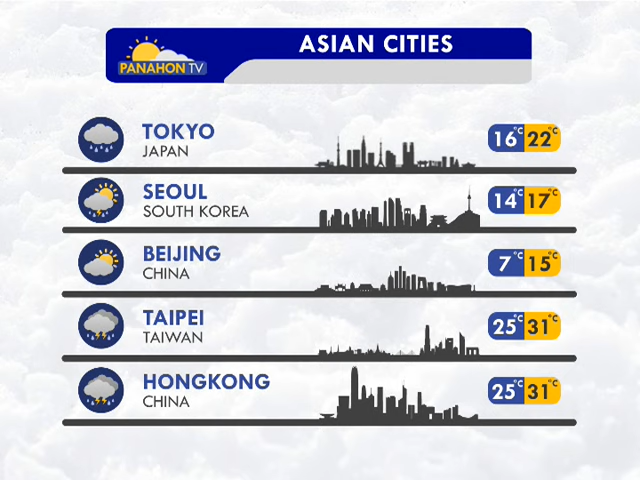 ASIAN CITIES
PANAHON TV
TOKYO
JAPAN
16°C 22°C
SEOUL
SOUTH KOREA
14°C 17°C
BEIJING
CHINA
7°C 15°C
TAIPEI
TAIWAN
25°C 31°C
HONGKONG
CHINA
25°C 31°C